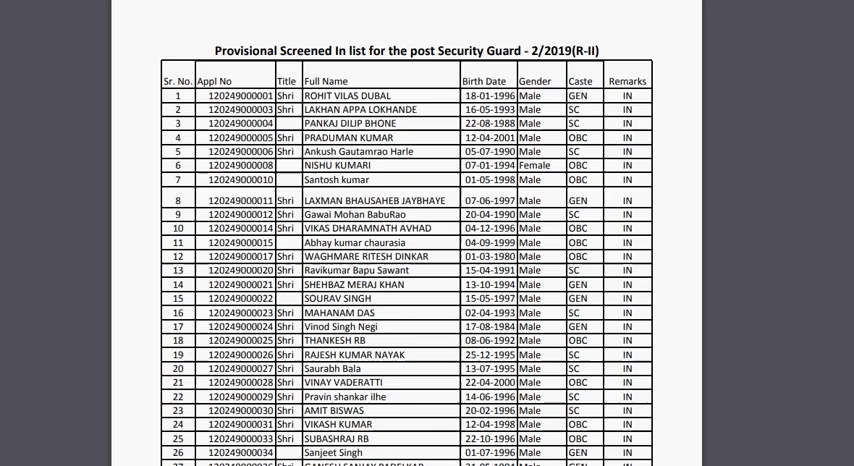 Provisional Screened In list for the post Security Guard - 2/2019(R-II)
Sr. No. Appl No Title Full Name Birth Date Gender Caste Remarks
1 120249000001 Shri ROHIT VILAS DUBAL 18-01-1996 Male GEN IN
2 120249000003 Shri LAKHAN APPA LOKHANDE 16-05-1993 Male SC IN
3 120249000004 PANKAJ DILIP BHONE 22-08-1988 Male SC IN
4 120249000005 Shri PRADUMAN KUMAR 12-04-2001 Male OBC IN
5 120249000006 Shri Ankush Gautamrao Harle 05-07-1990 Male SC IN
6 120249000008 NISHU KUMARI 07-01-1994 Female OBC IN
7 120249000010 Santosh kumar 01-05-1998 Male OBC IN
8 120249000011 Shri LAXMAN BHAUSAHEB JAYBHAYE 07-06-1997 Male GEN IN
9 120249000012 Shri Gawai Mohan BabuRao 20-04-1990 Male SC IN
10 120249000014 Shri VIKAS DHARAMNATH AVHAD 04-12-1996 Male OBC IN
11 120249000015 Abhay kumar chaurasia 04-09-1999 Male OBC IN
12 120249000017 Shri WAGHMARE RITESH DINKAR 01-03-1980 Male OBC IN
13 120249000020 Shri Ravikumar Bapu Sawant 15-04-1991 Male SC IN
14 120249000021 Shri SHEHBAZ MERAJ KHAN 13-10-1994 Male GEN IN
15 120249000022 SOURAV SINGH 15-05-1997 Male GEN IN
16 120249000023 Shri MAHANAM DAS 02-04-1993 Male SC IN
17 120249000024 Shri Vinod Singh Negi 17-08-1984 Male GEN IN
18 120249000025 Shri THANKESH RB 08-06-1992 Male OBC IN
19 120249000026 Shri RAJESH KUMAR NAYAK 25-12-1995 Male SC IN
20 120249000027 Shri Saurabh Bala 13-07-1995 Male SC IN
21 120249000028 Shri VINAY VADERATTI 22-04-2000 Male OBC IN
22 120249000029 Shri Pravin shankar ilhe 14-06-1996 Male SC IN
23 120249000030 Shri AMIT BISWAS 20-02-1996 Male SC IN
24 120249000031 Shri VIKASH KUMAR 12-04-1998 Male OBC IN
25 120249000033 Shri SUBASHRAJ RB 22-10-1996 Male OBC IN
26 120249000034 Sanjeet Singh 01-07-1996 Male GEN IN